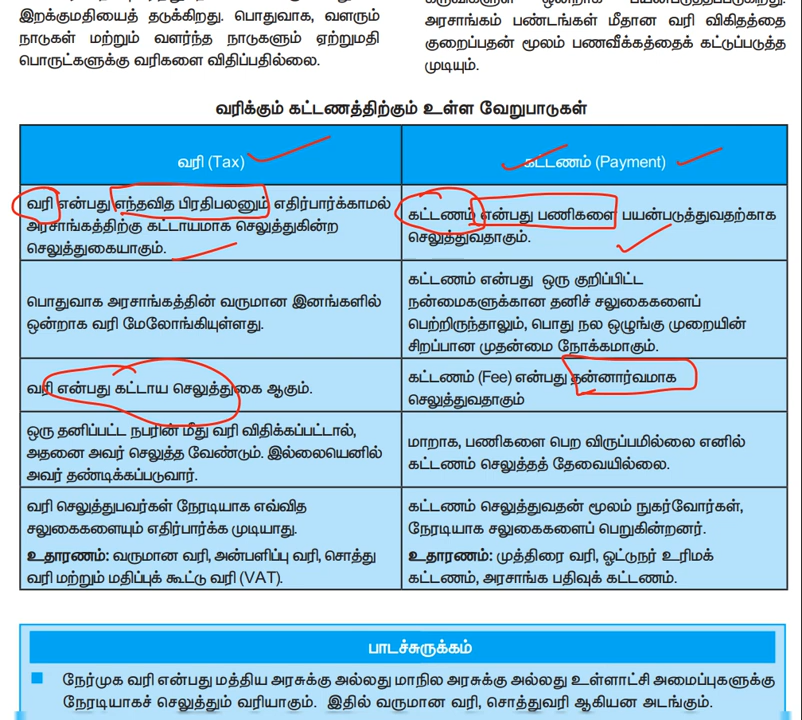 இறக்குமதியைத் தடுக்கிறது. பொதுவாக, வளரும்
நாடுகள் மற்றும் வளர்ந்த நாடுகளும் ஏற்றுமதி
பொருட்களுக்கு வரிகளை விதிப்பதில்லை.
அரசாங்கம் பண்டங்கள் மீதான வரி விகிதத்தை
குறைப்பதன் மூலம் பணவீக்கத்தைக் கட்டுப்படுத்த
முடியும்.
வரிக்கும் கட்டணத்திற்கும் உள்ள வேறுபாடுகள்
வரி (Tax)
கட்டணம் (Payment)
வரி என்பது எந்தவித பிரதிபலனும் எதிர்பார்க்காமல்
அரசாங்கத்திற்கு கட்டாயமாக செலுத்துகின்ற
செலுத்துகையாகும்.
கட்டணம் என்பது பணிகளை பயன்படுத்துவதற்காக
செலுத்துவதாகும்.
பொதுவாக அரசாங்கத்தின் வருமான இனங்களில்
ஒன்றாக வரி மேலோங்கியுள்ளது.
கட்டணம் என்பது ஒரு குறிப்பிட்ட
நன்மைகளுக்கான தனிச் சலுகைகளைப்
பெற்றிருந்தாலும், பொது நல ஒழுங்கு முறையின்
சிறப்பான முதன்மை நோக்கமாகும்.
வரி என்பது கட்டாய செலுத்துகை ஆகும்.
கட்டணம் (Fee) என்பது தன்னார்வமாக
செலுத்துவதாகும்
ஒரு தனிப்பட்ட நபரின் மீது வரி விதிக்கப்பட்டால்,
அதனை அவர் செலுத்த வேண்டும். இல்லையெனில்
அவர் தண்டிக்கப்படுவார்.
மாறாக, பணிகளை பெற விருப்பமில்லை எனில்
கட்டணம் செலுத்தத் தேவையில்லை.
வரி செலுத்துபவர்கள் நேரடியாக எவ்வித
சலுகைகளையும் எதிர்பார்க்க முடியாது.
உதாரணம்: வருமான வரி, அன்பளிப்பு வரி, சொத்து
வரி மற்றும் மதிப்புக் கூட்டு வரி (VAT).
கட்டணம் செலுத்துவதன் மூலம் நுகர்வோர்கள்,
நேரடியாக சலுகைகளைப் பெறுகின்றனர்.
உதாரணம்: முத்திரை வரி, ஓட்டுநர் உரிமக்
கட்டணம், அரசாங்க பதிவுக் கட்டணம்.
பாடச்சுருக்கம்
நேர்முக வரி என்பது மத்திய அரசுக்கு அல்லது மாநில அரசுக்கு அல்லது உள்ளாட்சி அமைப்புகளுக்கு
நேரடியாகச் செலுத்தும் வரியாகும். இதில் வருமான வரி, சொத்துவரி ஆகியன அடங்கும்.